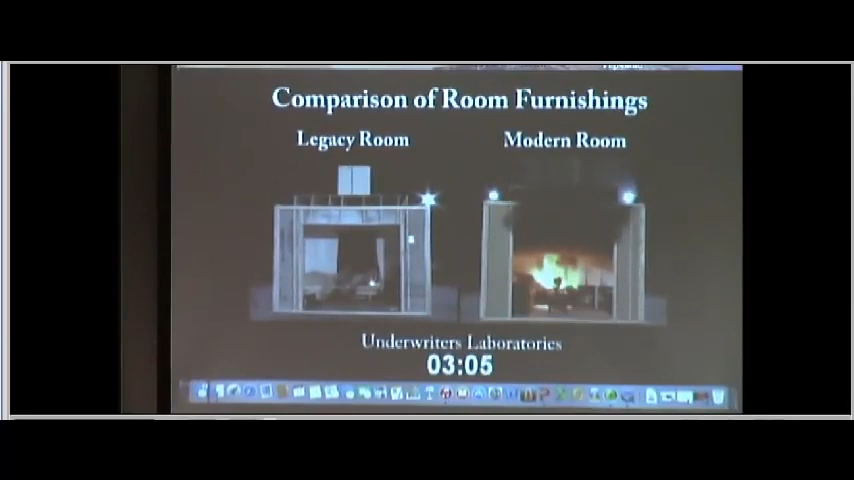 Comparison of Room Furnishings
Legacy Room
Modern Room
Underwriters Laboratories
03:05